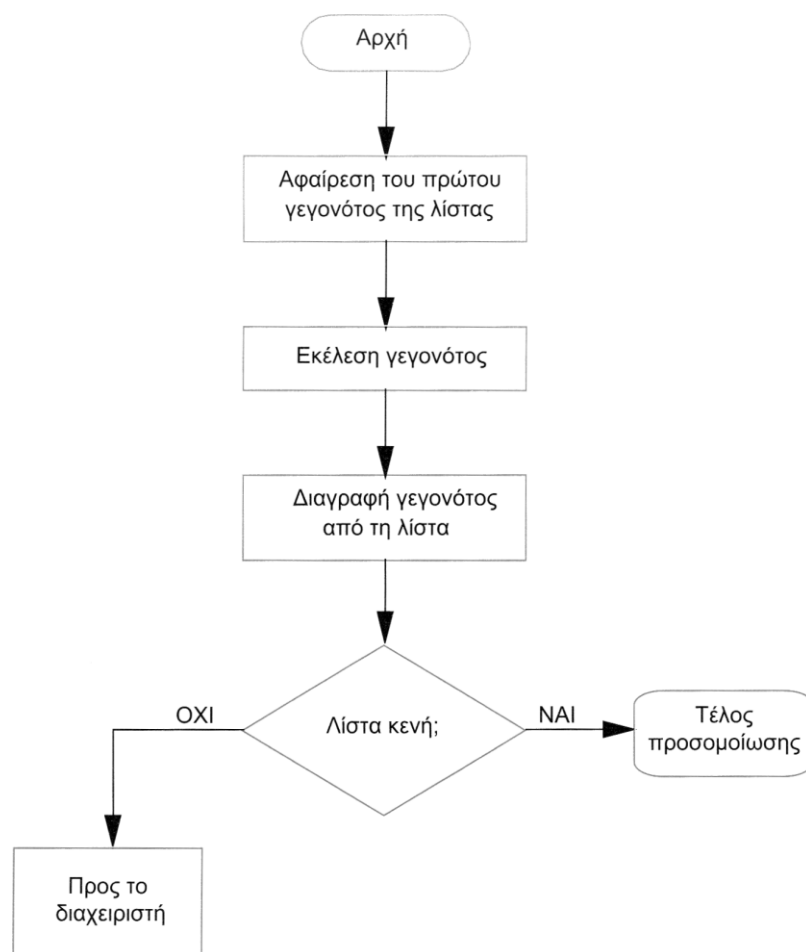 Αρχή
Αφαίρεση του πρώτου
γεγονότος της λίστας
Εκέλεση γεγονότος
Διαγραφή γεγονότος
από τη λίστα
Λίστα κενή;
ΟΧΙ
ΝΑΙ
Τέλος
προσομοίωσης
Προς το
διαχειριστή